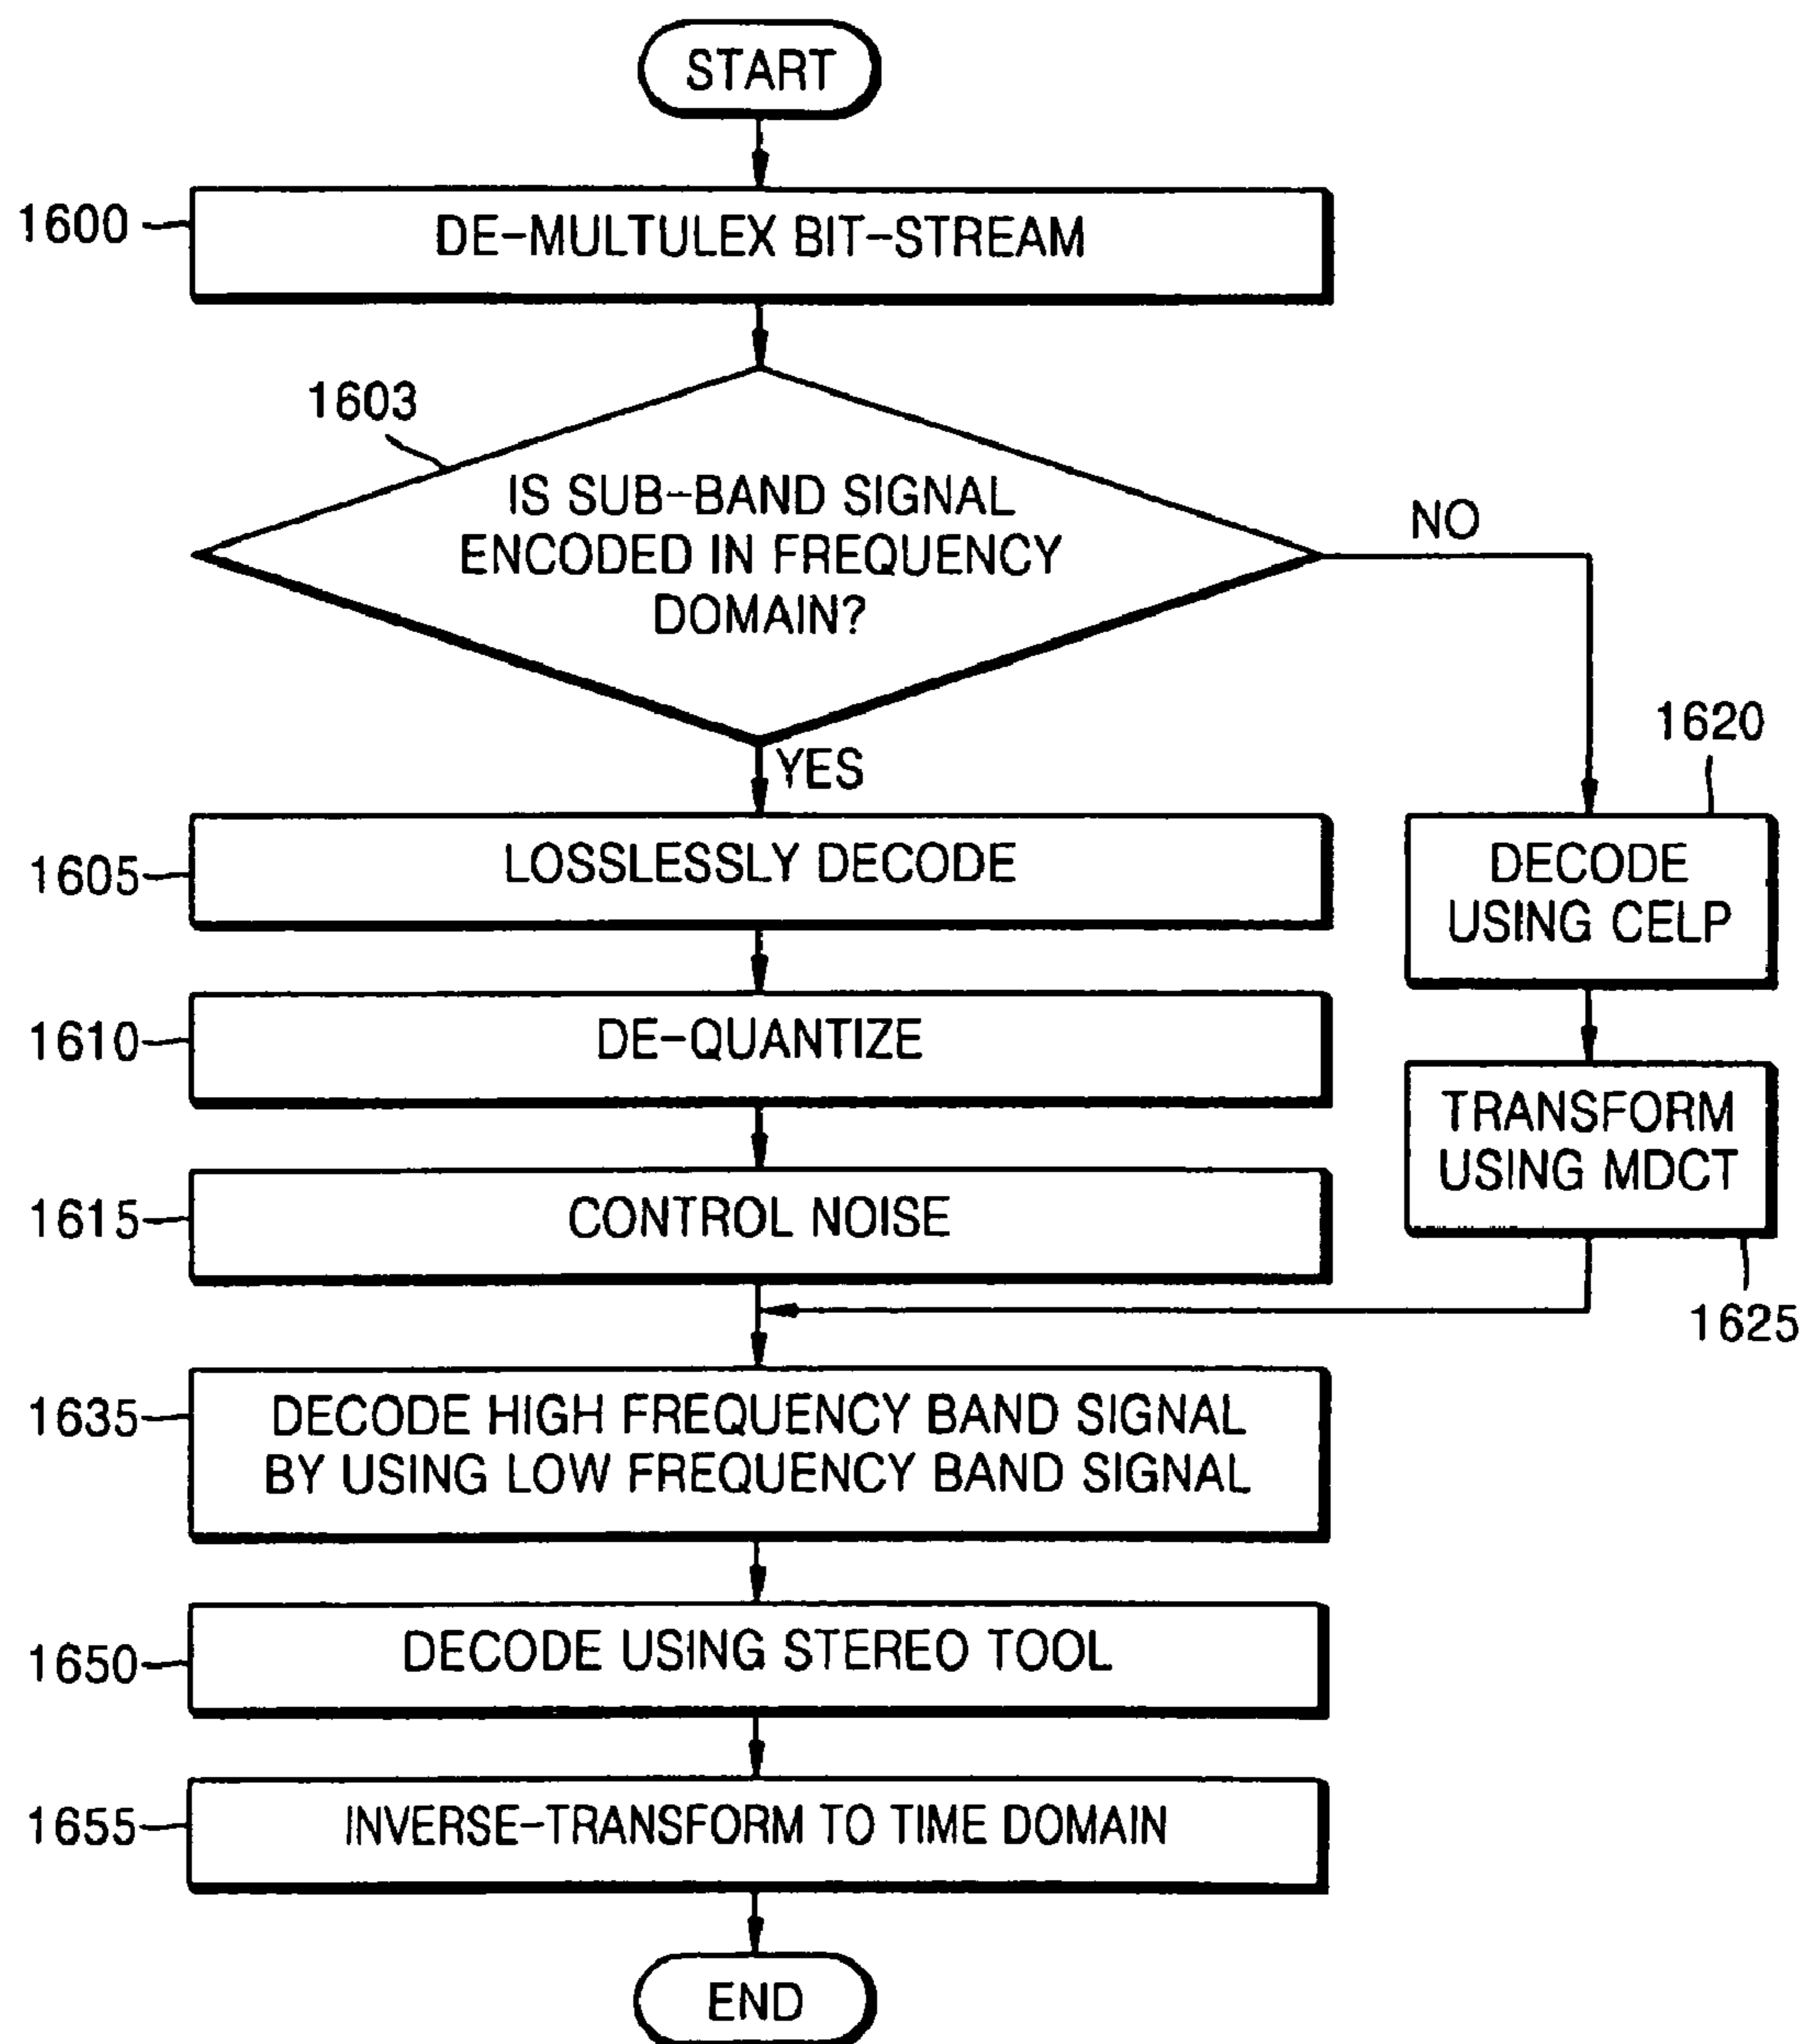 START
1600
DE-MULTULEX BIT-STREAM
1603
IS SUB-BAND SIGNAL
ENCODED IN FREQUENCY
DOMAIN?
NO
YES
1605
LOSSLESSLY DECODE
1620
DECODE
USING CELP
1610
DE-QUANTIZE
TRANSFORM
USING MDCT
1625
1615
CONTROL NOISE
1635
DECODE HIGH FREQUENCY BAND SIGNAL
BY USING LOW FREQUENCY BAND SIGNAL
1650
DECODE USING STEREO TOOL
1655
INVERSE-TRANSFORM TO TIME DOMAIN
END